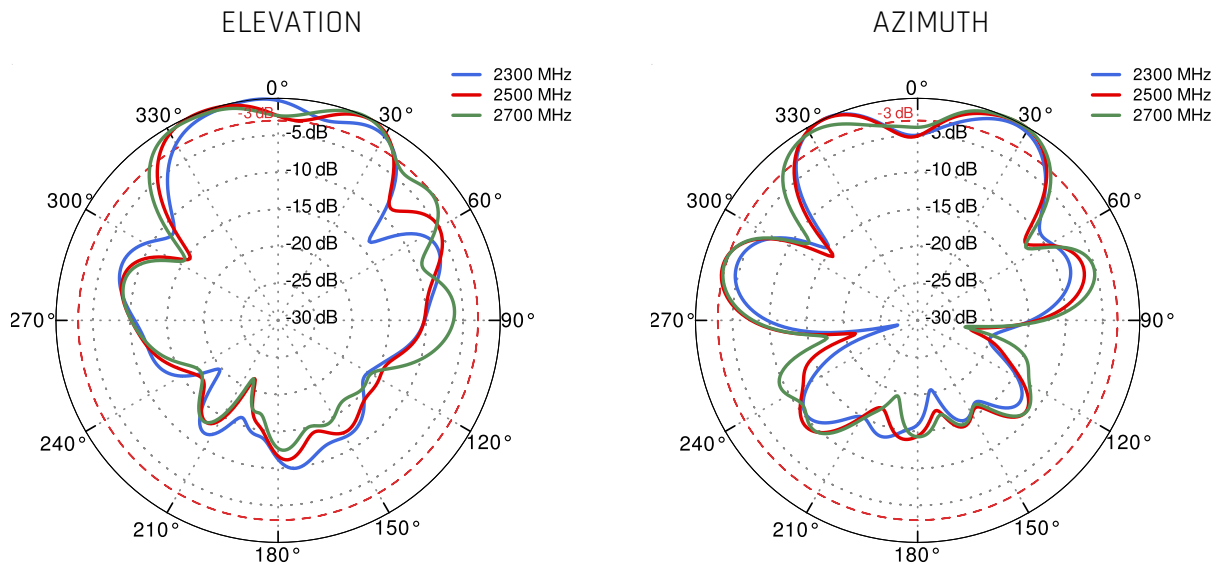 ELEVATION
2300 MHz
2500 MHz
2700 MHz
0°
30°
60°
90°
120°
150°
180°
210°
240°
270°
300°
330°
-3 dB
-5 dB
-10 dB
-15 dB
-20 dB
-25 dB
-30 dB
AZIMUTH
2300 MHz
2500 MHz
2700 MHz
0°
30°
60°
90°
120°
150°
180°
210°
240°
270°
300°
330°
-3 dB
5 dB
-10 dB
-15 dB
-20 dB
-25 dB
-30 dB